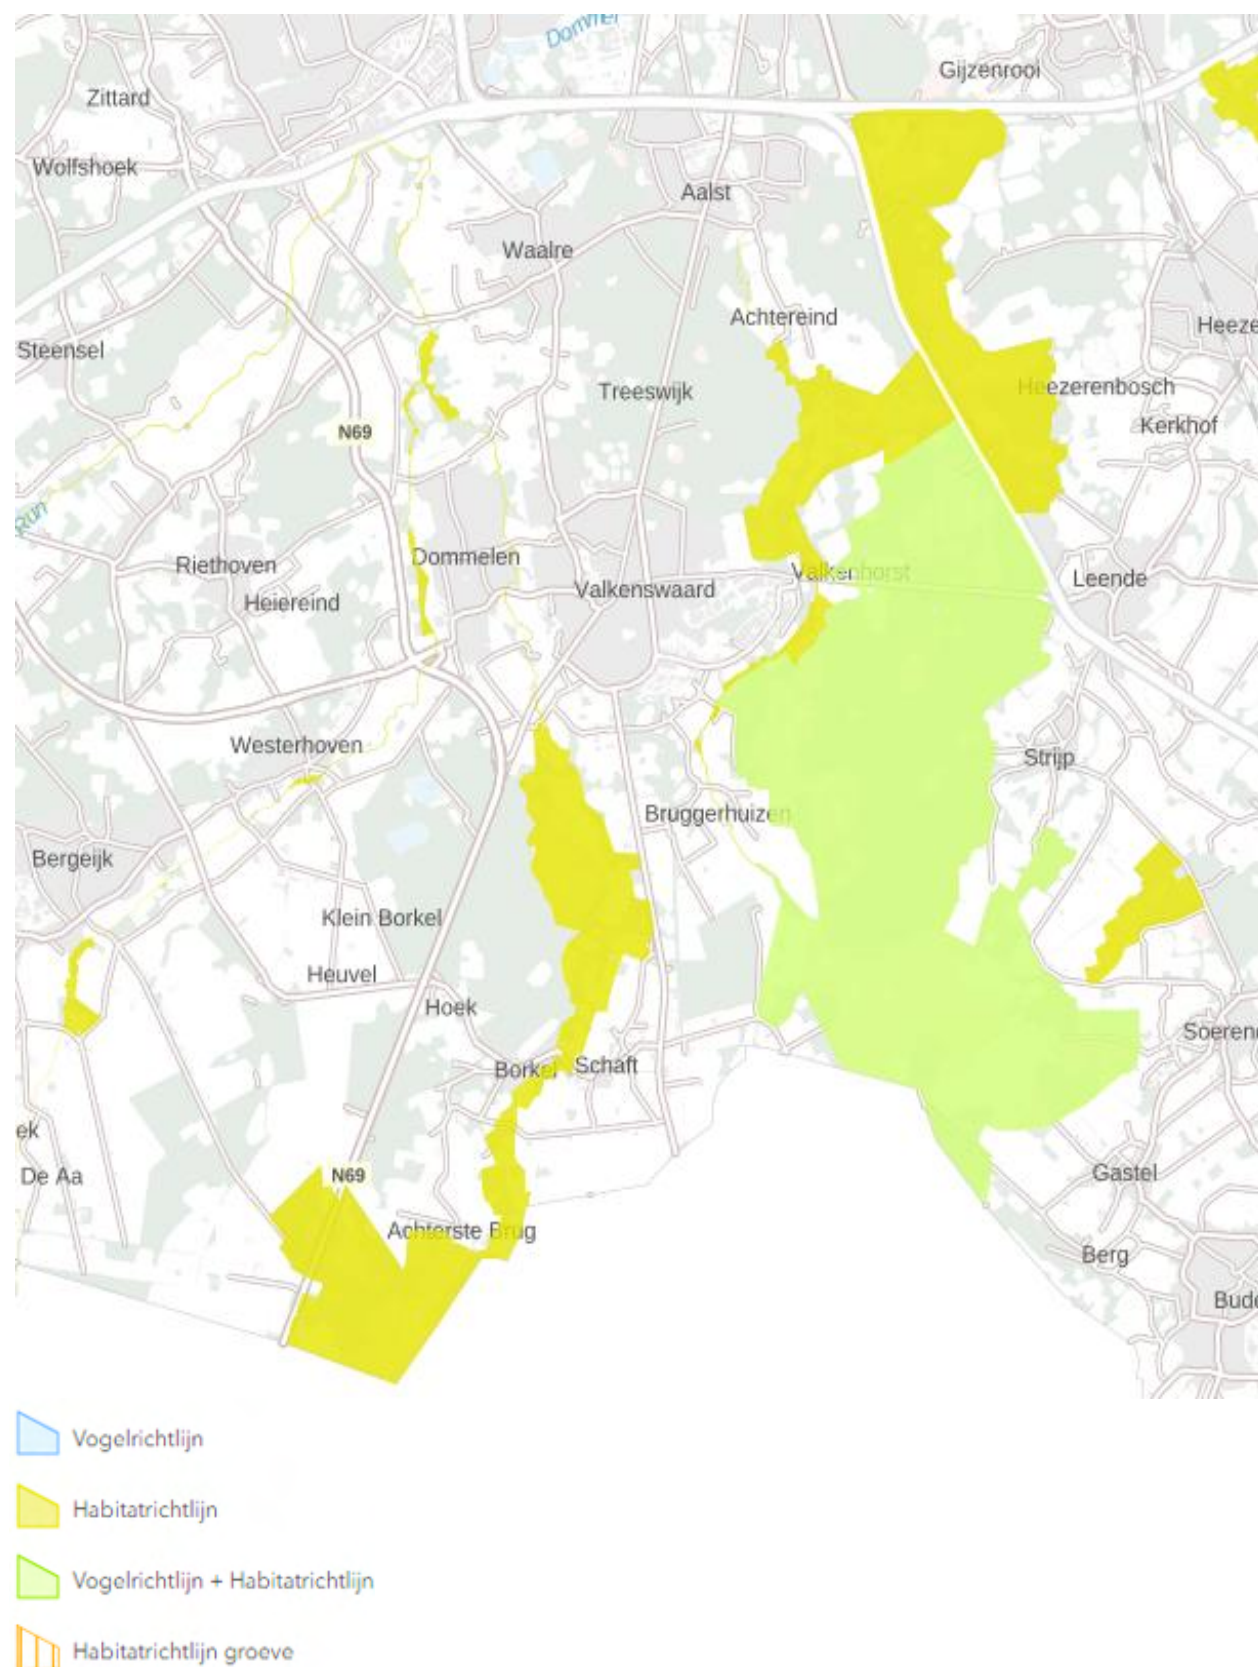 Dommel
Gijzenrooi
Zittard
Wolfshoek
Aalst
Waalre
Achtereind
Heeze
Steensel
Treeswijk
Heezerenbosch
Kerkhof
N69
Run
Riethoven
Dommelen
Valkenhorst
Leende
Heiereind
Valkenswaard
Westerhoven
Strijp
Bruggerhuizen
Bergeijk
Klein Borkel
Heuvel
Hoek
Soeren
Borkel
Schaft
ek
De Aa
N69
Gastel
Achterste Brug
Berg
Bude
Vogelrichtlijn
Habitatrichtlijn
Vogelrichtlijn + Habitatrichtlijn
Habitatrichtlijn groeve